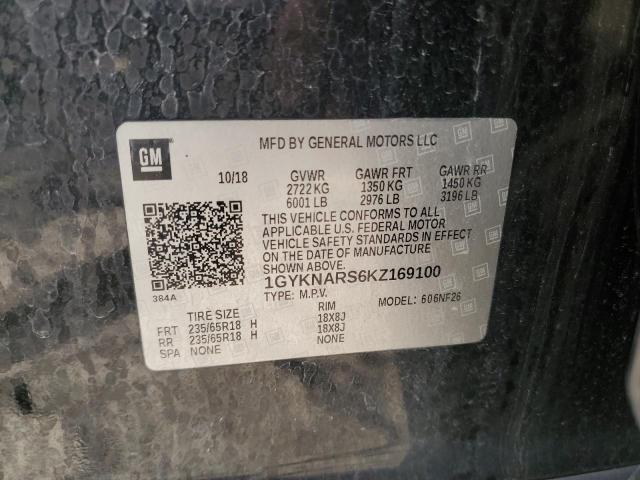 GM
MFD BY GENERAL MOTORS LLC
10/18 GVWR GAWR FRT GAWR RR
2722 KG 1350 KG 1450 KG
6001 LB 2976 LB 3196 LB
THIS VEHICLE CONFORMS TO ALL
APPLICABLE U.S. FEDERAL MOTOR
VEHICLE SAFETY STANDARDS IN EFFECT
ON THE DATE OF MANUFACTURE
SHOWN ABOVE.
1GYKNARS6KZ169100
384A
TYPE: M.P.V. MODEL: 606NF26
TIRE SIZE RIM
FRT 235/65R18 H 18X8J
RR 235/65R18 H 18X8J
SPA NONE NONE